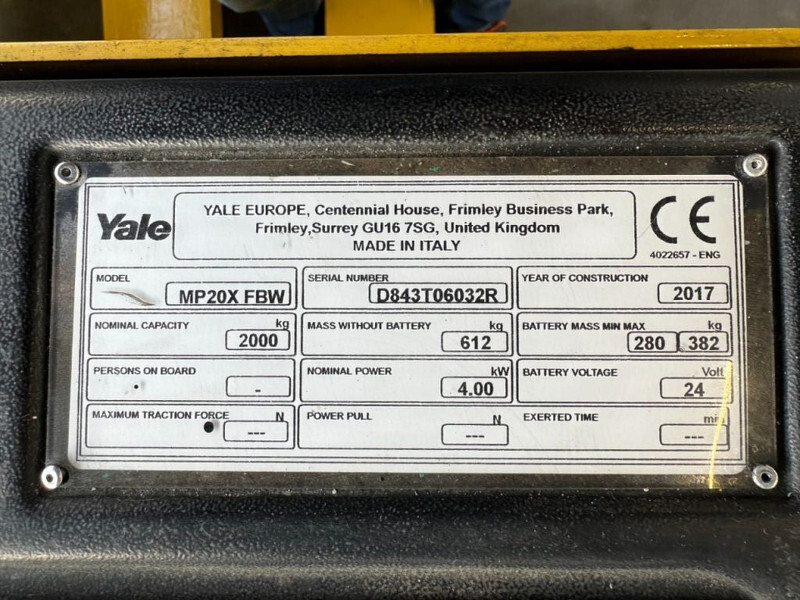 Yale
YALE EUROPE, Centennial House, Frimley Business Park,
Frimley,Surrey GU16 7SG, United Kingdom
MADE IN ITALY
CE
4022657 - ENG
MODEL
MP20X FBW
SERIAL NUMBER
D843T06032R
YEAR OF CONSTRUCTION
2017
NOMINAL CAPACITY kg
2000
MASS WITHOUT BATTERY kg
612
BATTERY MASS MIN MAX kg
280 382
PERSONS ON BOARD
-
NOMINAL POWER kW
4.00
BATTERY VOLTAGE Volt
24
MAXIMUM TRACTION FORCE N
---
POWER PULL N
---
EXERTED TIME min
---